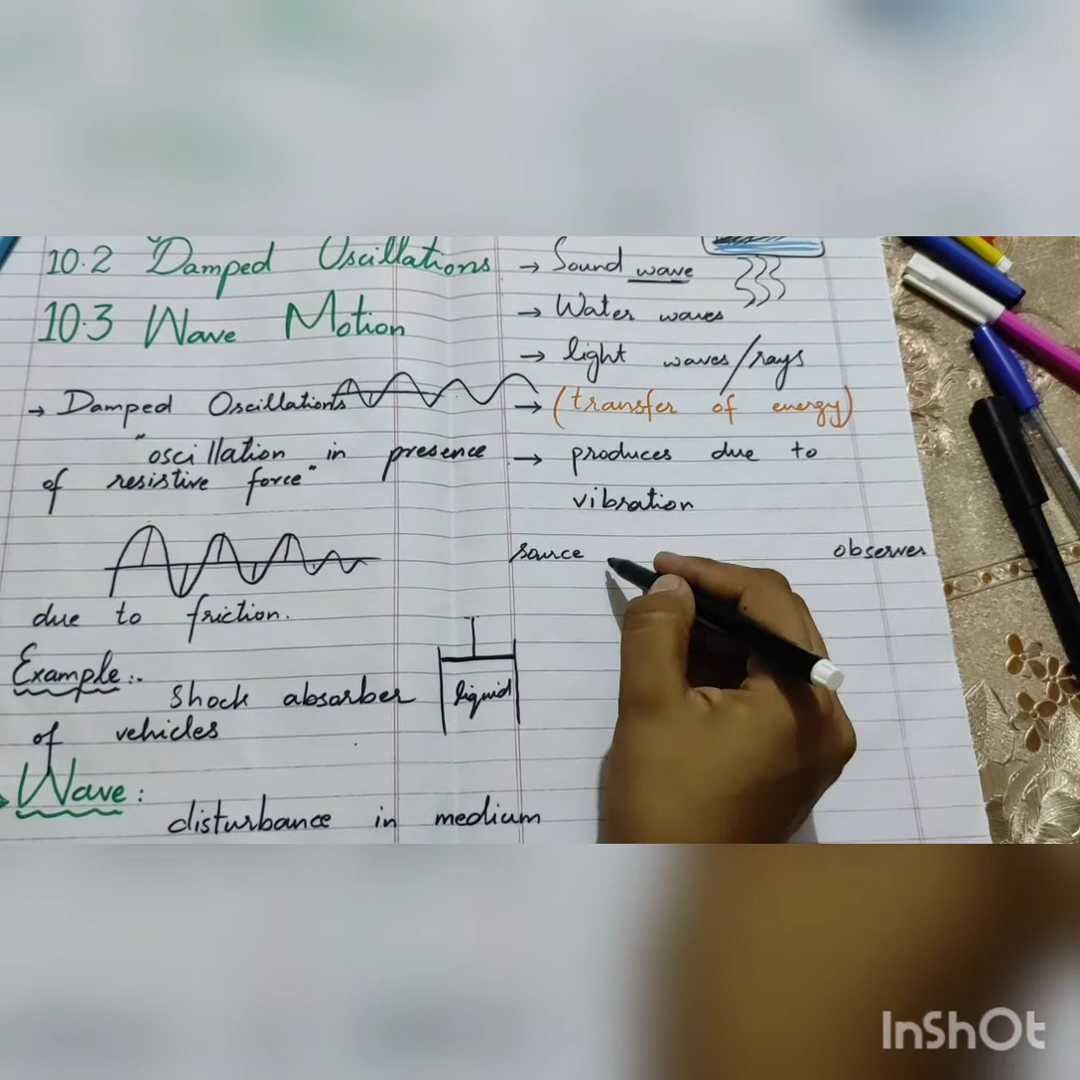 10.2 Damped Oscillations
10.3 Wave Motion
→ Damped Oscillations
"oscillation in presence
of resistive force"
due to friction.
Example:-
Shock absorber
of vehicles
liquid
Wave:
disturbance in medium
→ Sound wave
→ Water waves
→ light waves/rays
→ (transfer of energy)
→ produces due to
vibration
source
observer
InShOt